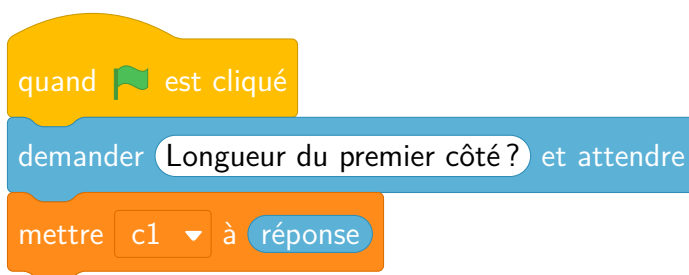 quand est cliqué
demander Longueur du premier côté ? et attendre
mettre c1 à réponse